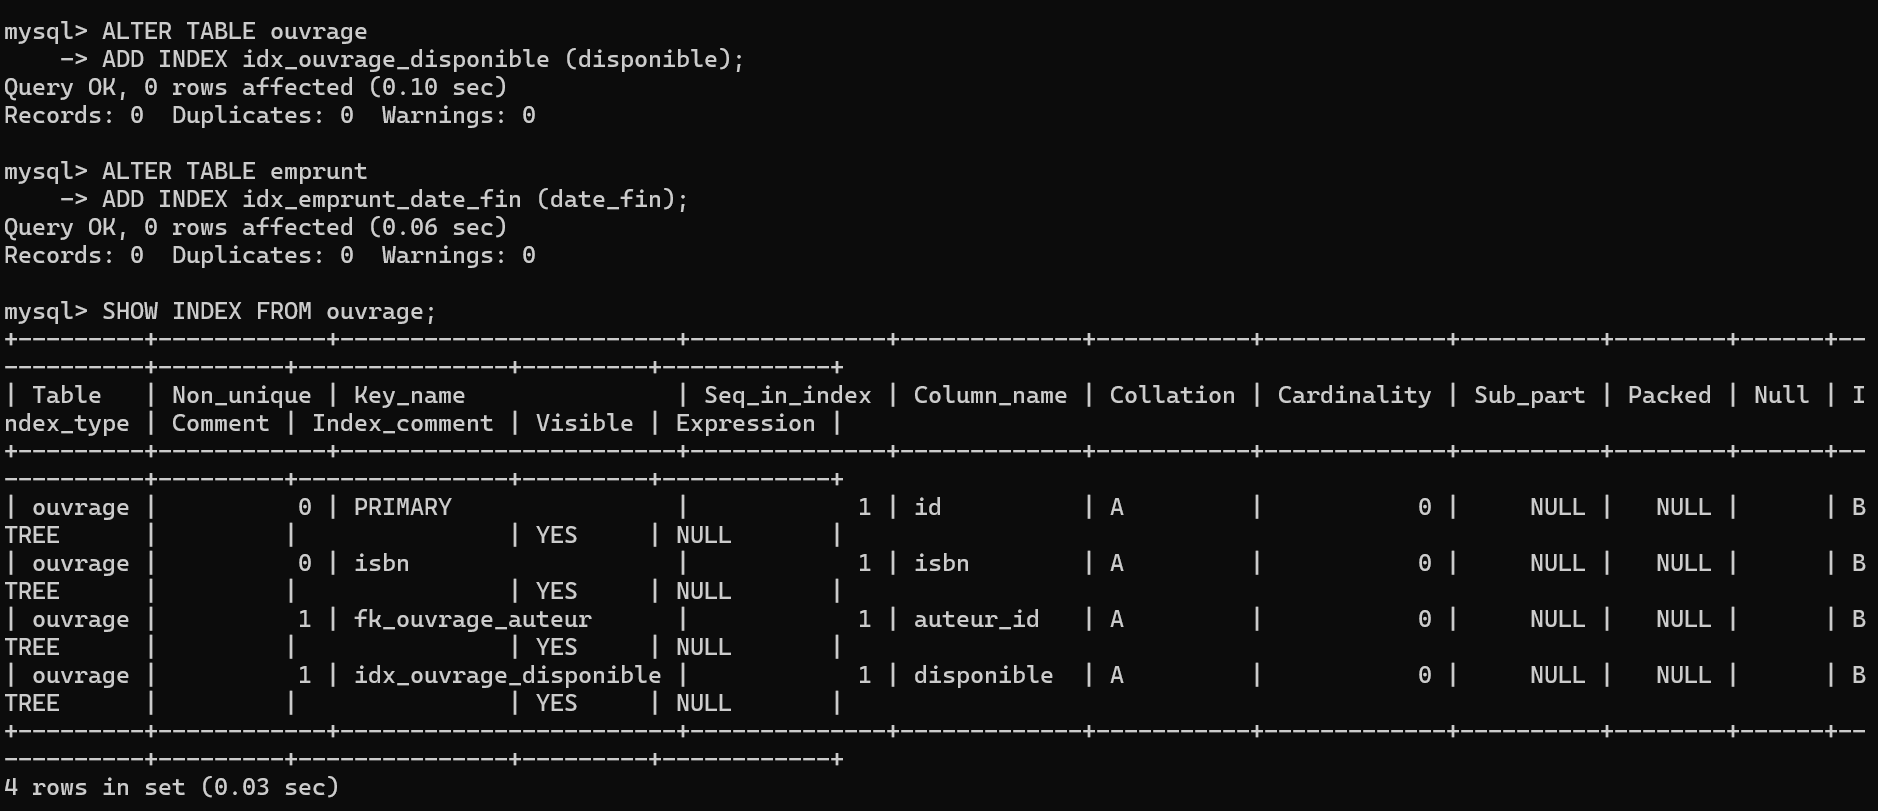 mysql> ALTER TABLE ouvrage
    -> ADD INDEX idx_ouvrage_disponible (disponible);
Query OK, 0 rows affected (0.10 sec)
Records: 0  Duplicates: 0  Warnings: 0

mysql> ALTER TABLE emprunt
    -> ADD INDEX idx_emprunt_date_fin (date_fin);
Query OK, 0 rows affected (0.06 sec)
Records: 0  Duplicates: 0  Warnings: 0

mysql> SHOW INDEX FROM ouvrage;
+---------+------------+------------------------+--------------+-------------+-----------+-------------+----------+--------+------+--
----------+---------+---------------+---------+------------+
| Table   | Non_unique | Key_name               | Seq_in_index | Column_name | Collation | Cardinality | Sub_part | Packed | Null | I
ndex_type | Comment | Index_comment | Visible | Expression |
+---------+------------+------------------------+--------------+-------------+-----------+-------------+----------+--------+------+--
----------+---------+---------------+---------+------------+
| ouvrage |          0 | PRIMARY                |            1 | id          | A         |           0 |     NULL |   NULL |      | B
TREE      |         |               | YES     | NULL       |
| ouvrage |          0 | isbn                   |            1 | isbn        | A         |           0 |     NULL |   NULL |      | B
TREE      |         |               | YES     | NULL       |
| ouvrage |          1 | fk_ouvrage_auteur      |            1 | auteur_id   | A         |           0 |     NULL |   NULL |      | B
TREE      |         |               | YES     | NULL       |
| ouvrage |          1 | idx_ouvrage_disponible |            1 | disponible  | A         |           0 |     NULL |   NULL |      | B
TREE      |         |               | YES     | NULL       |
+---------+------------+------------------------+--------------+-------------+-----------+-------------+----------+--------+------+--
----------+---------+---------------+---------+------------+
4 rows in set (0.03 sec)